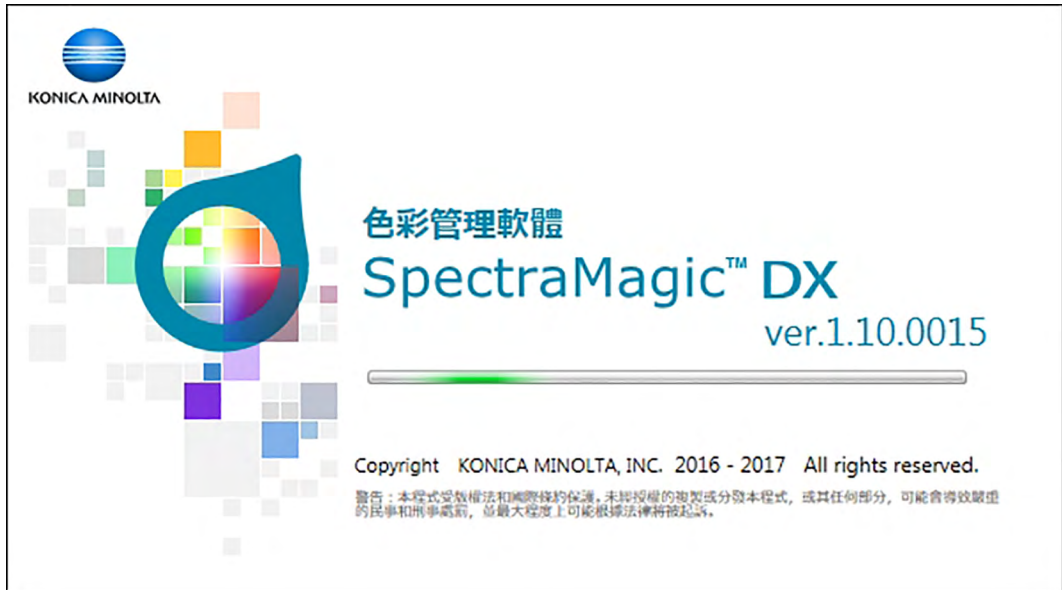 KONICA MINOLTA
色彩管理軟體
SpectraMagic™ DX
ver.1.10.0015
Copyright KONICA MINOLTA, INC. 2016 - 2017 All rights reserved.
警告：本程式受版權法和國際條約保護。未經授權的複製或分發本程式，或其任何部分，可能會導致嚴重
的民事和刑事處罰，並最大程度上可能根據法律將被起訴。